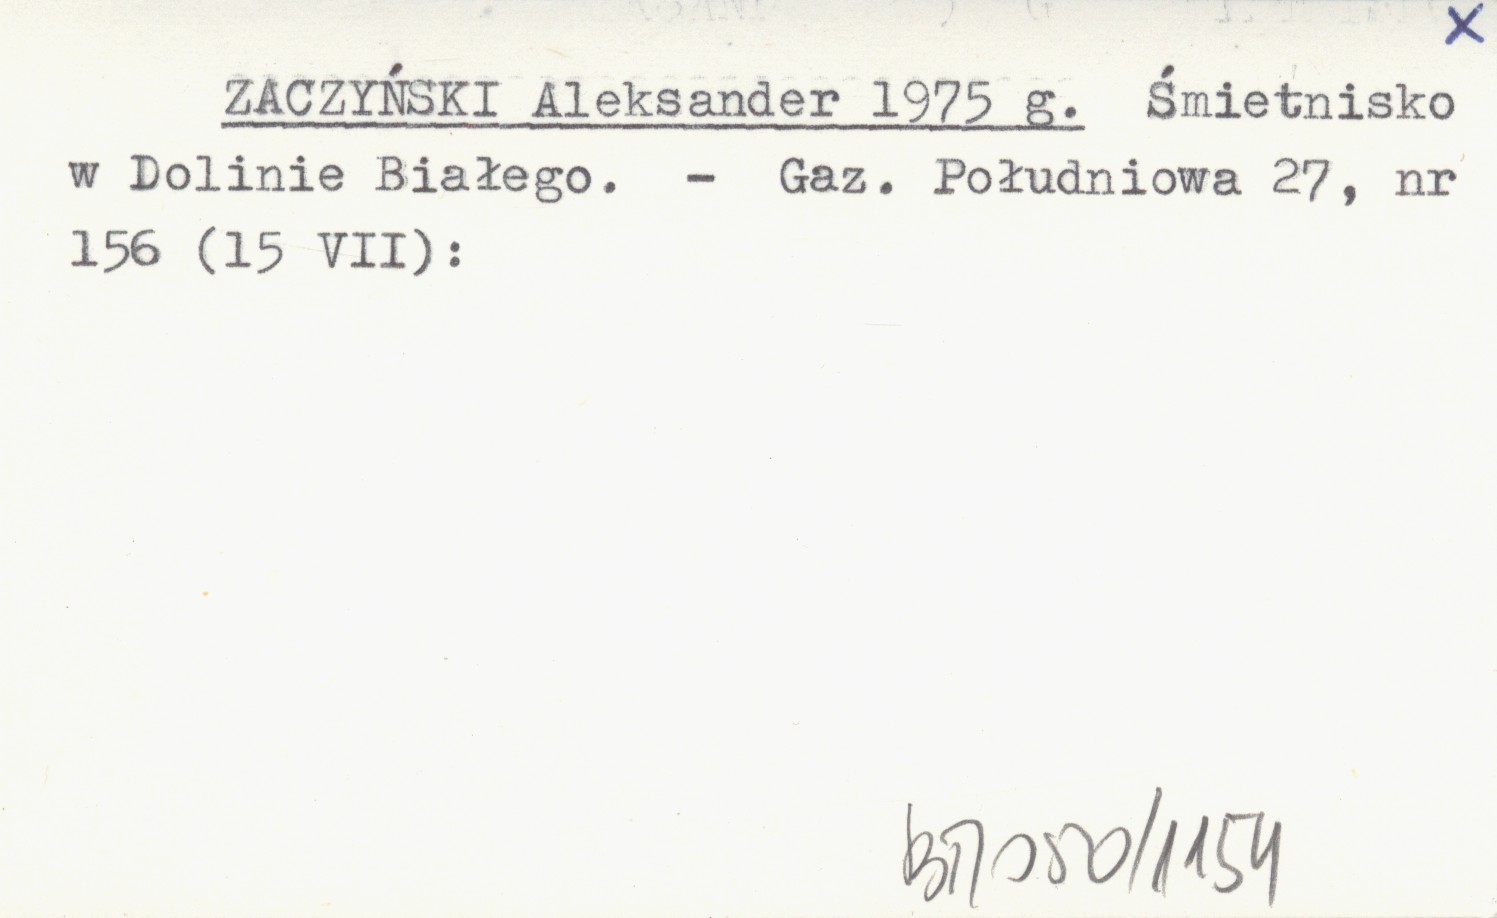 X
ZACZYŃSKI Aleksander 1975 g. Śmietnisko
w Dolinie Białego. - Gaz. Południowa 27, nr
156 (15 VII):